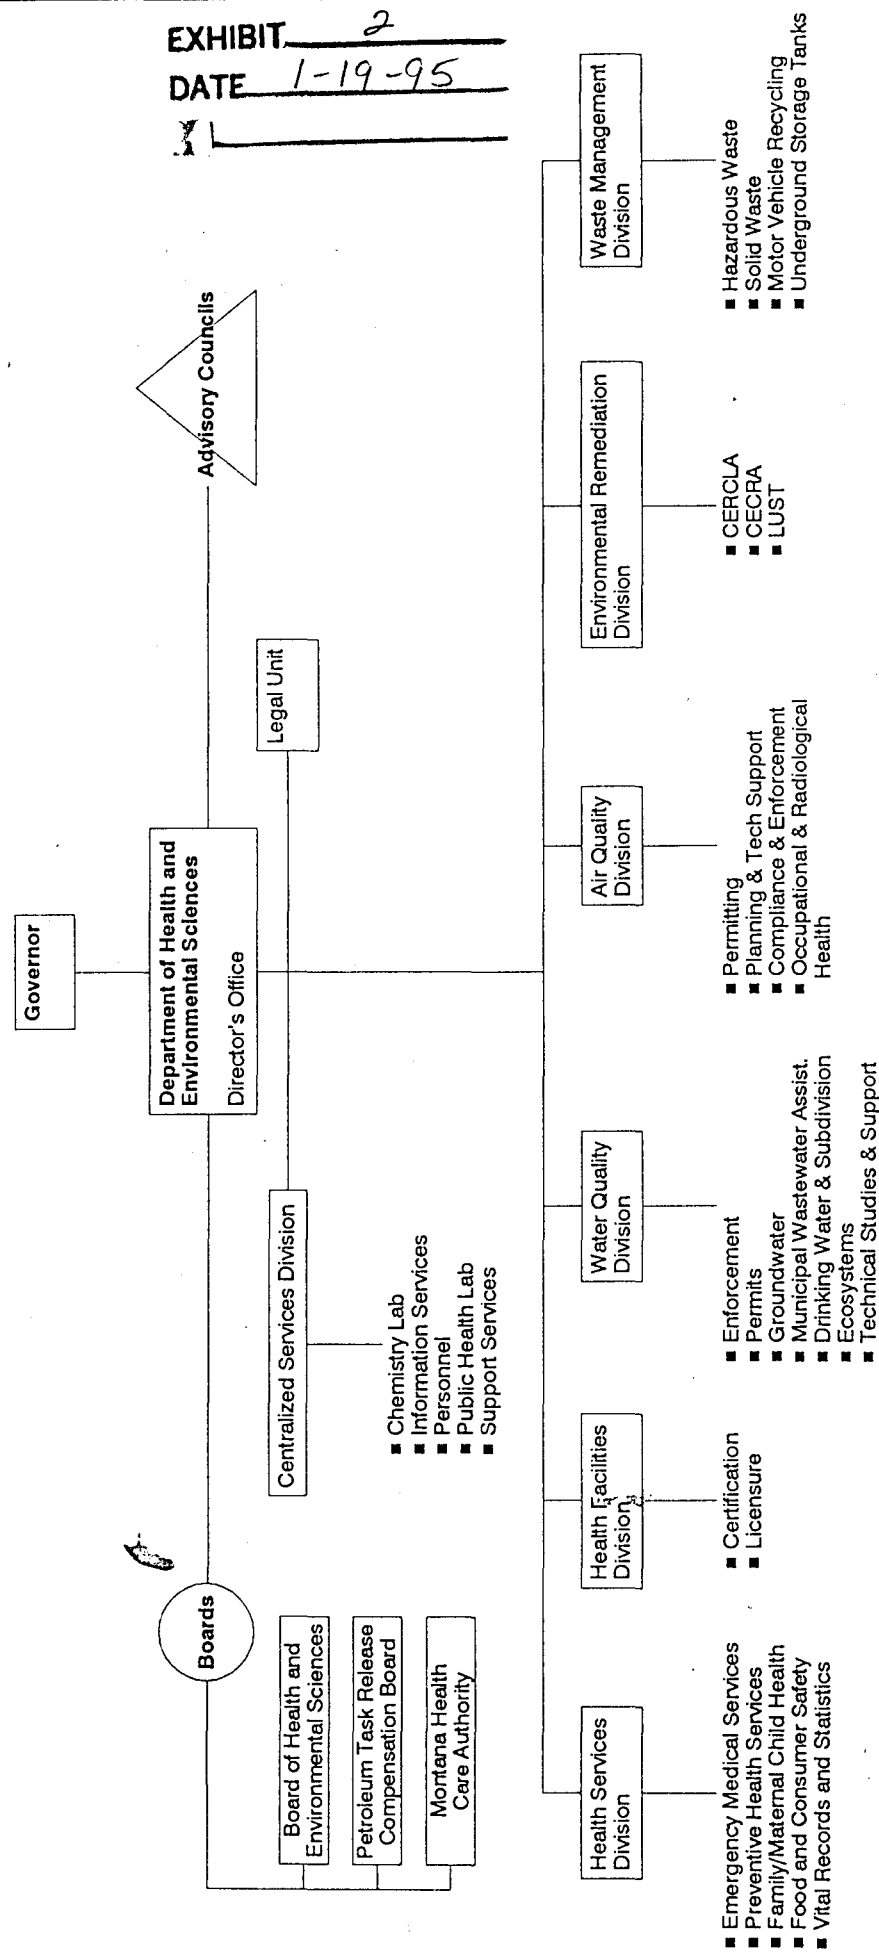 EXHIBIT 2
DATE 1-19-95
Governor
Department of Health and
Environmental Sciences
Director's Office
Boards
Advisory Councils
Board of Health and
Environmental Sciences
Petroleum Task Release
Compensation Board
Montana Health
Care Authority
Centralized Services Division
■ Chemistry Lab
■ Information Services
■ Personnel
■ Public Health Lab
■ Support Services
Legal Unit
Health Services
Division
■ Emergency Medical Services
■ Preventive Health Services
■ Family/Maternal Child Health
■ Food and Consumer Safety
■ Vital Records and Statistics
Health Facilities
Division
■ Certification
■ Licensure
Water Quality
Division
■ Enforcement
■ Permits
■ Groundwater
■ Municipal Wastewater Assist.
■ Drinking Water & Subdivision
■ Ecosystems
■ Technical Studies & Support
Air Quality
Division
■ Permitting
■ Planning & Tech Support
■ Compliance & Enforcement
■ Occupational & Radiological
Health
Environmental Remediation
Division
■ CERCLA
■ CECRA
■ LUST
Waste Management
Division
■ Hazardous Waste
■ Solid Waste
■ Motor Vehicle Recycling
■ Underground Storage Tanks